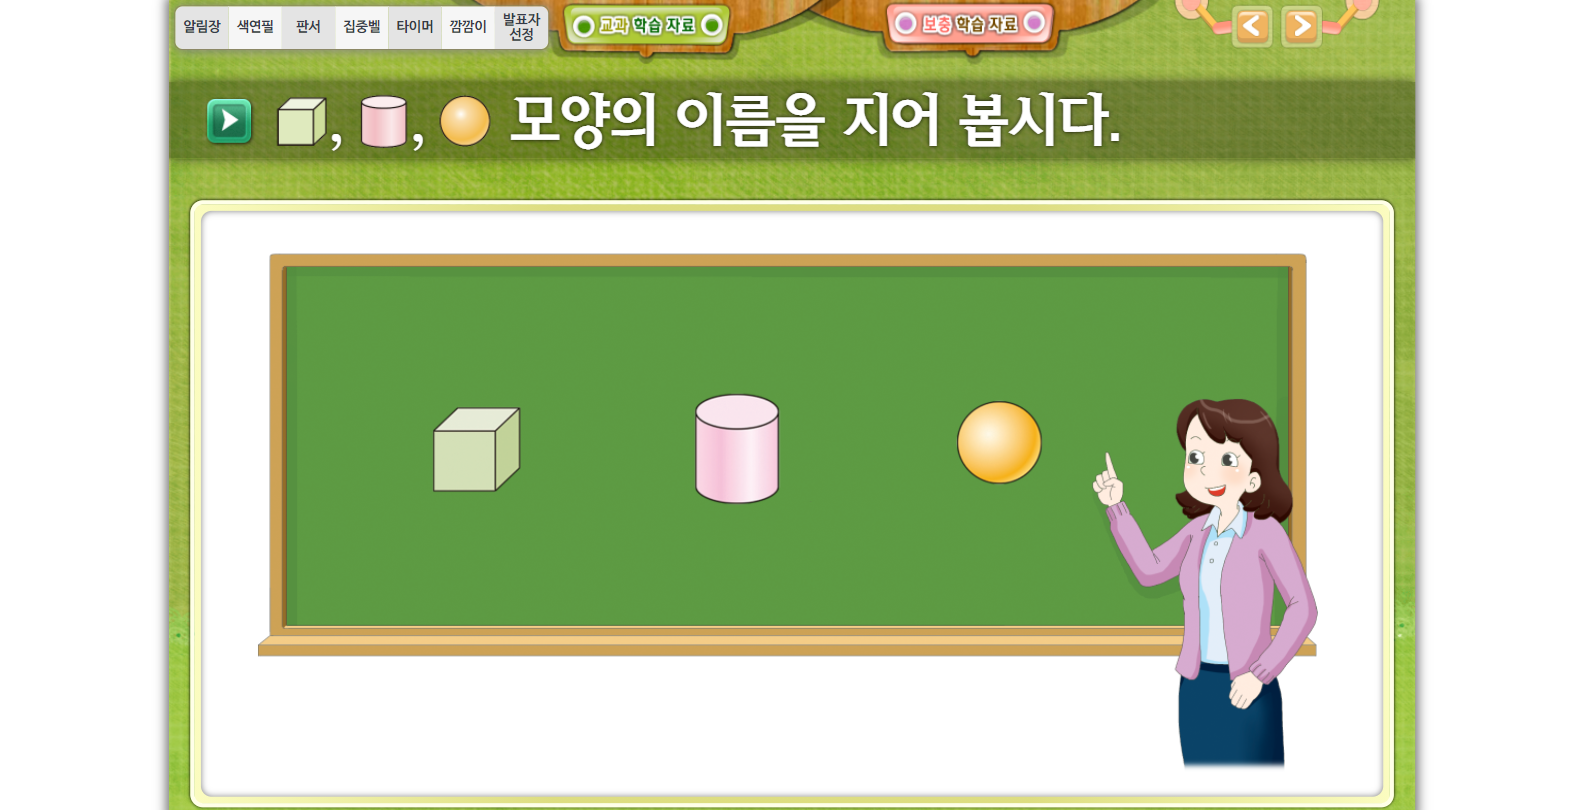 알림장 색연필 판서 집중벨 타이머 깜깜이 발표자 선정
교과 학습 자료
보충 학습 자료
, , 모양의 이름을 지어 봅시다.